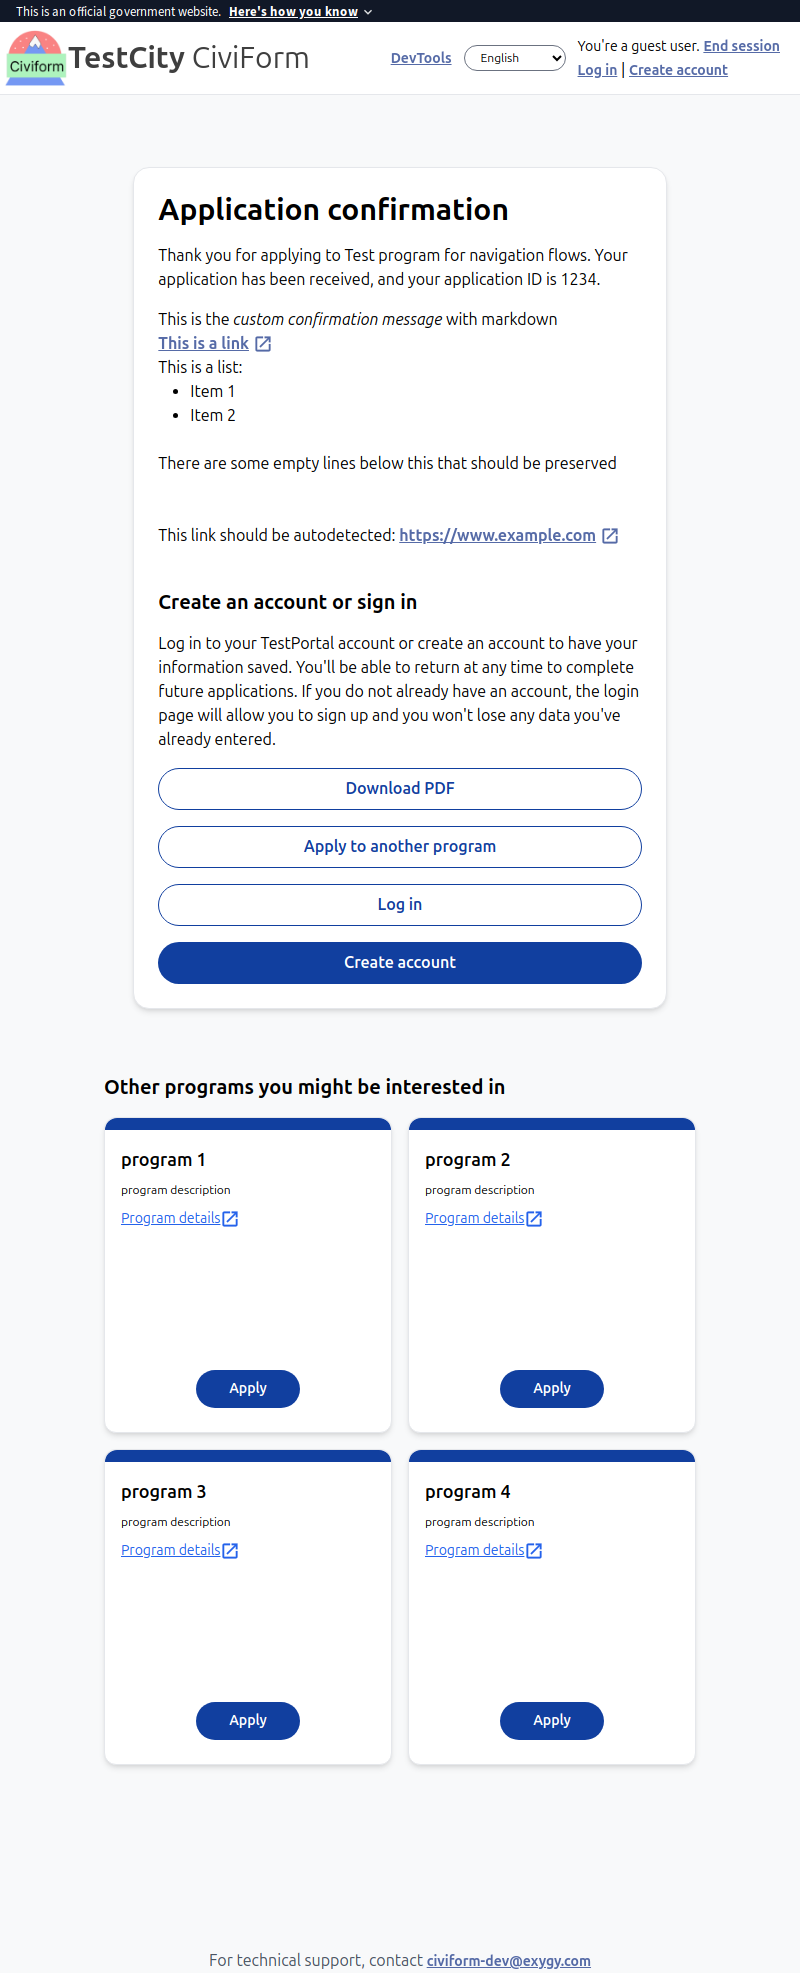 This is an official government website. Here's how you know
Civiform
TestCity CiviForm
DevTools
English
You're a guest user. End session
Log in | Create account
Application confirmation
Thank you for applying to Test program for navigation flows. Your
application has been received, and your application ID is 1234.
This is the custom confirmation message with markdown
This is a link
This is a list:
• Item 1
• Item 2
There are some empty lines below this that should be preserved
This link should be autodetected: https://www.example.com
Create an account or sign in
Log in to your TestPortal account or create an account to have your
information saved. You'll be able to return at any time to complete
future applications. If you do not already have an account, the login
page will allow you to sign up and you won't lose any data you've
already entered.
Download PDF
Apply to another program
Log in
Create account
Other programs you might be interested in
program 1
program description
Program details
Apply
program 2
program description
Program details
Apply
program 3
program description
Program details
Apply
program 4
program description
Program details
Apply
For technical support, contact civiform-dev@exygy.com